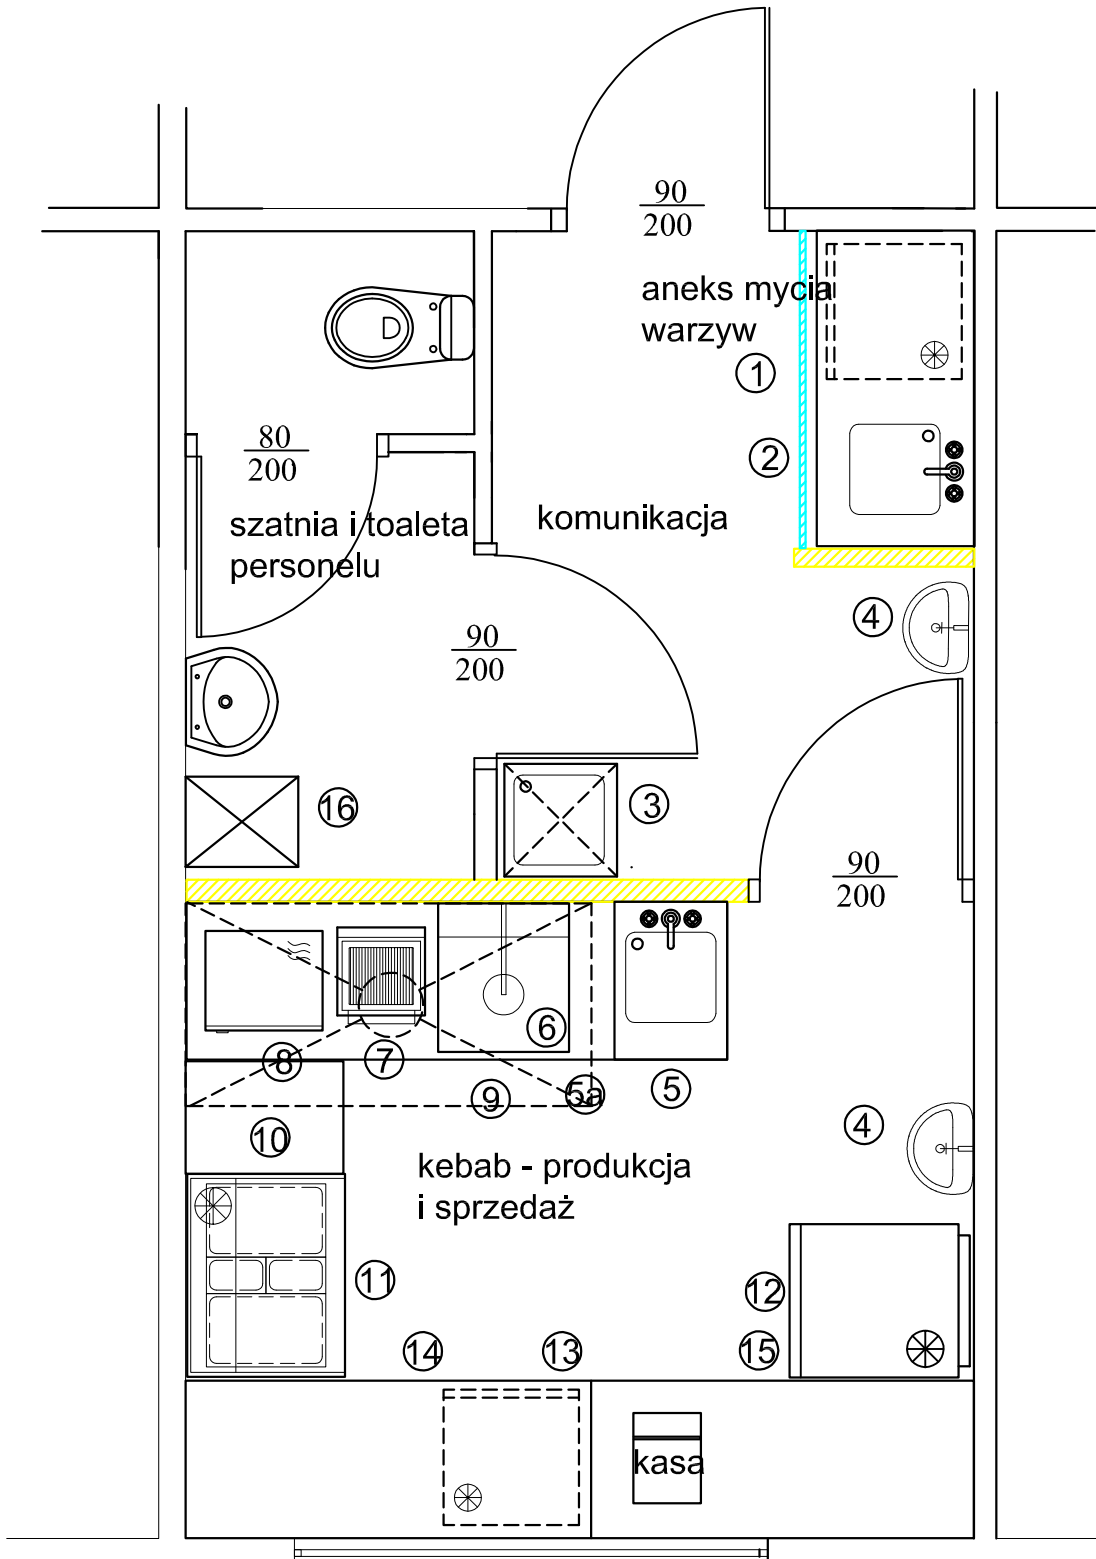 90
200
aneks mycia
warzyw
1
80
200
2
szatnia i toaleta
personelu
komunikacja
4
90
200
16
3
90
200
6
8
7
9
5a
5
10
4
kebab - produkcja
i sprzedaż
11
12
14
13
15
kasa